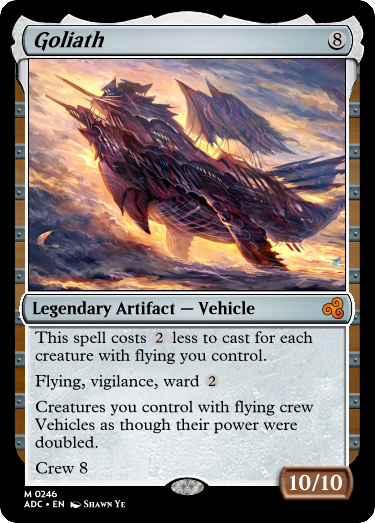 Goliath 8
Legendary Artifact — Vehicle
This spell costs 2 less to cast for each
creature with flying you control.
Flying, vigilance, ward 2
Creatures you control with flying crew
Vehicles as though their power were
doubled.
Crew 8
10/10
M 0246
ADC • EN Shawn Ye